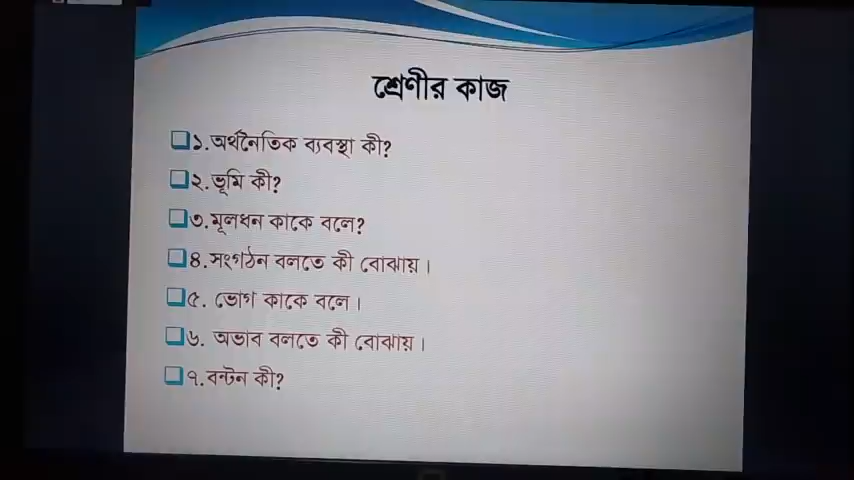 শ্রেণীর কাজ
১.অর্থনৈতিক ব্যবস্থা কী?
২.ভূমি কী?
৩.মূলধন কাকে বলে?
৪.সংগঠন বলতে কী বোঝায়।
৫. ভোগ কাকে বলে।
৬. অভাব বলতে কী বোঝায়।
৭.বন্টন কী?